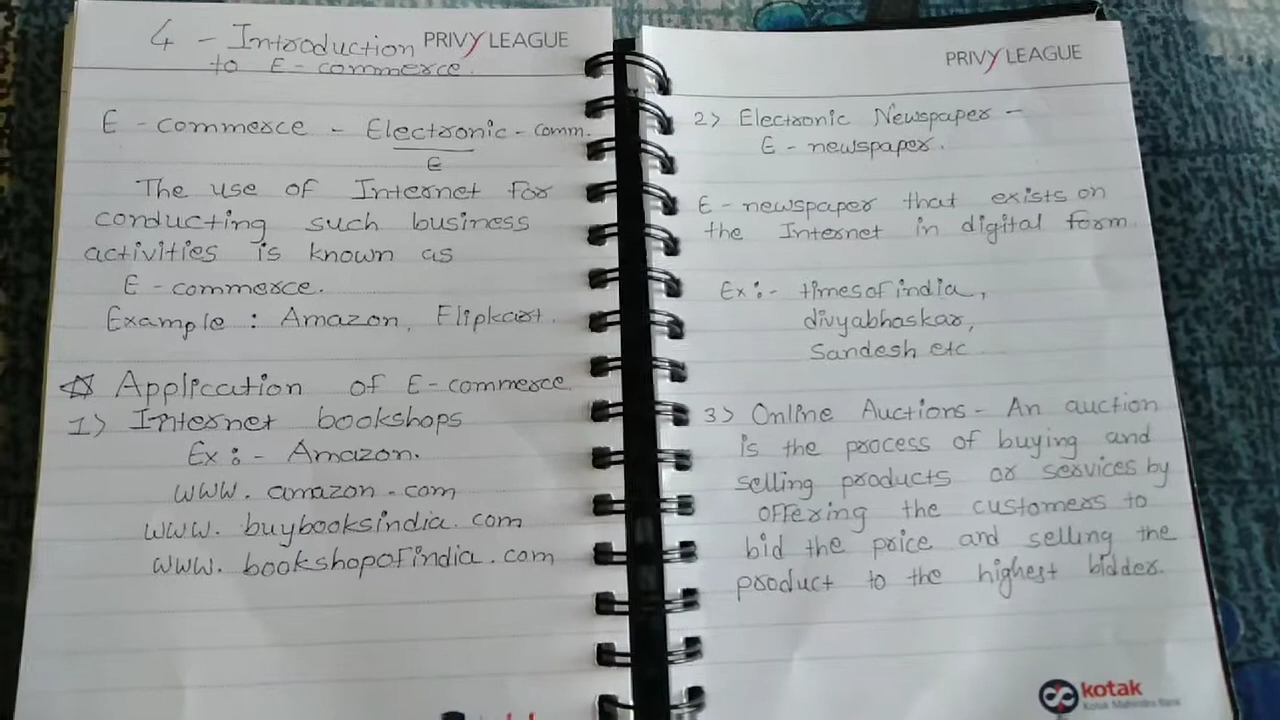 4 - Introduction PRIVY LEAGUE
to E-commerce.
E-commerce - Electronic-comm.
E
The use of Internet for
conducting such business
activities is known as
E-commerce.
Example : Amazon, Flipkart.
☆ Application of E-commerce
1) Internet bookshops
Ex:- Amazon.
www.amazon.com
www.buybooksindia.com
www.bookshopofindia.com
PRIVY LEAGUE
2) Electronic Newspaper -
E-newspaper.
E-newspaper that exists on
the Internet in digital form
Ex:- timesofindia,
divyabhaskar,
Sandesh etc
3) Online Auctions - An auction
is the process of buying and
selling products or services by
offering the customers to
bid the price and selling the
product to the highest bidder.
kotak
Kotak Mahindra Bank